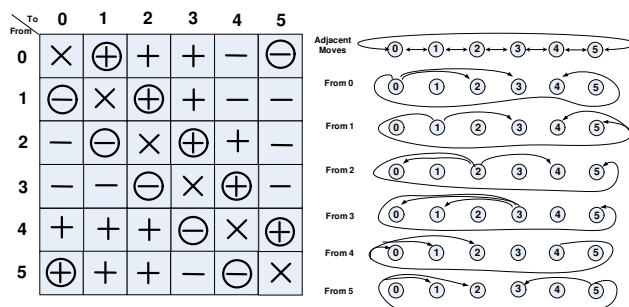 To
From
0 1 2 3 4 5
0 × ⊕ + + − ⊖
1 ⊖ × ⊕ + − −
2 − ⊖ × ⊕ + −
3 − − ⊖ × ⊕ −
4 + + + ⊖ × ⊕
5 ⊕ + + − ⊖ ×
Adjacent
Moves
0 1 2 3 4 5
From 0
0 1 2 3 4 5
From 1
0 1 2 3 4 5
From 2
0 1 2 3 4 5
From 3
0 1 2 3 4 5
From 4
0 1 2 3 4 5
From 5
0 1 2 3 4 5